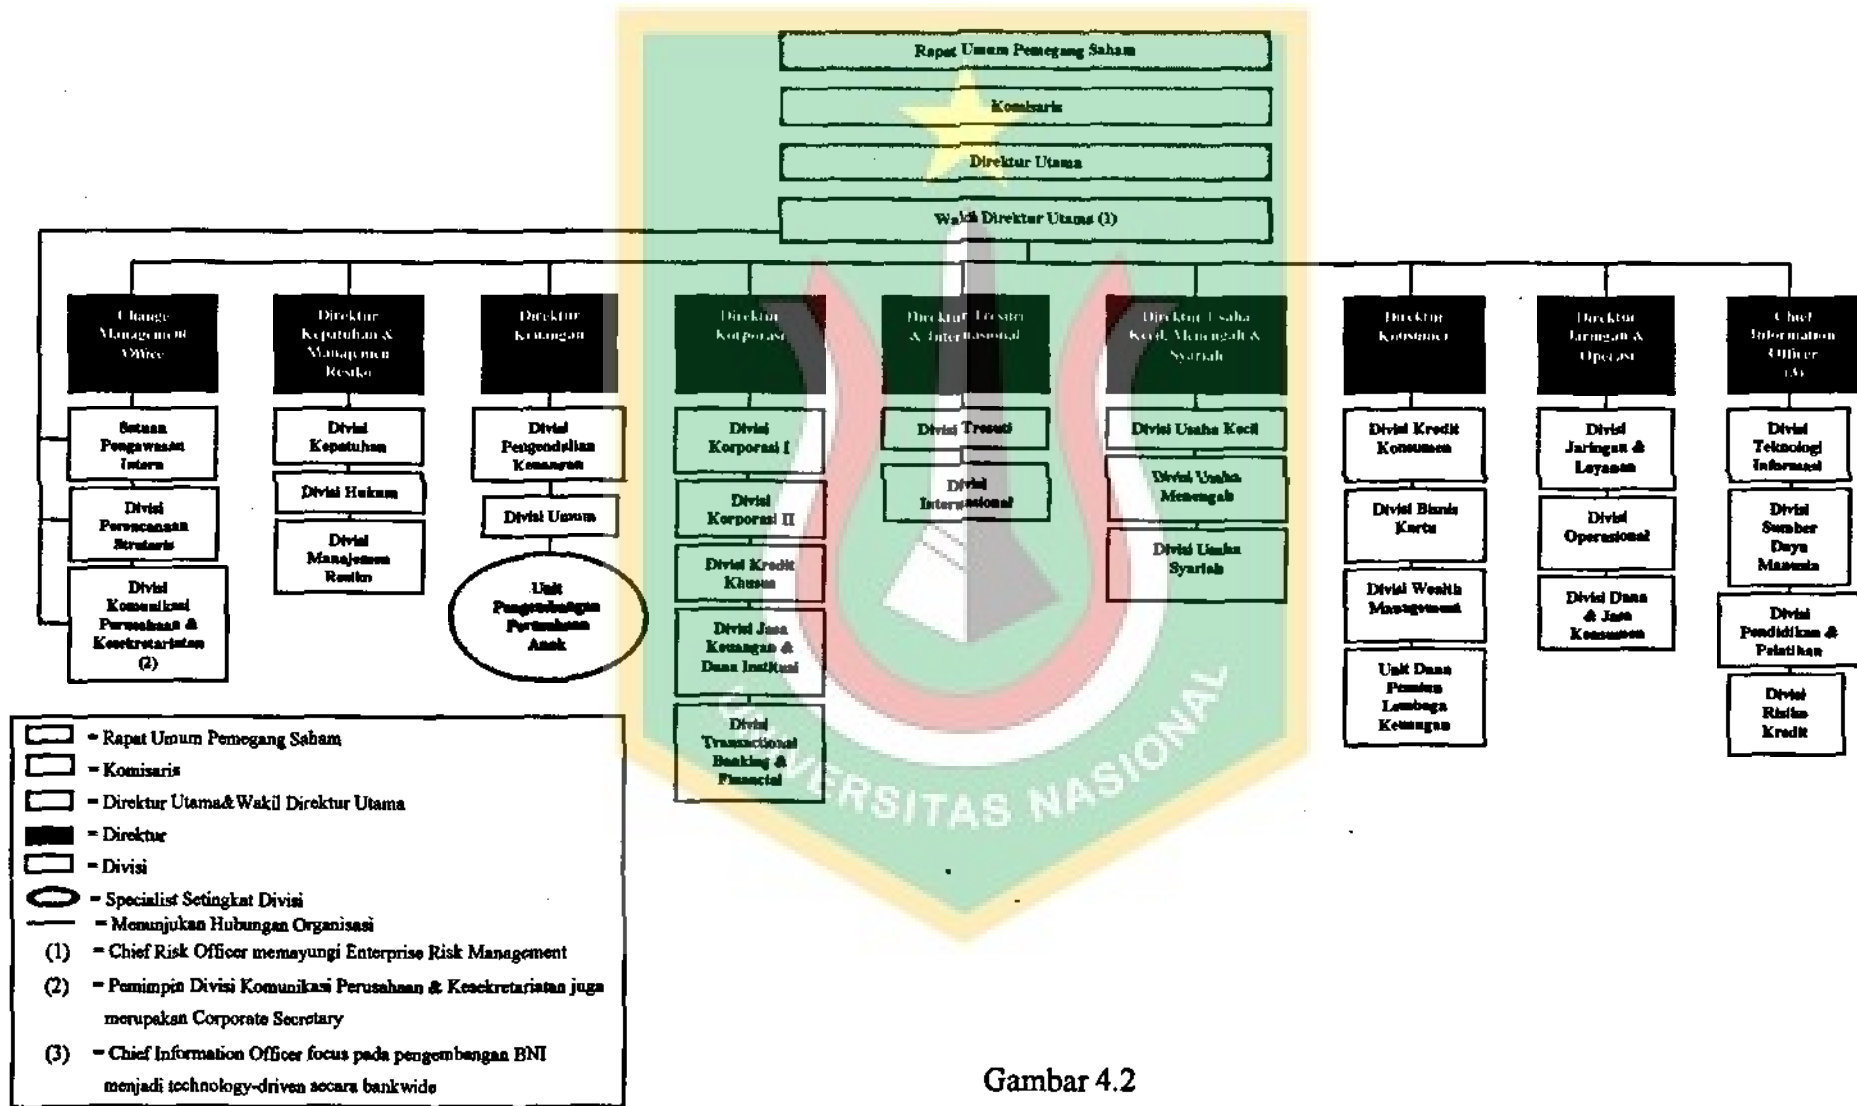 Rapat Umum Pemegang Saham
Komisaris
Direktur Utama
Wakil Direktur Utama (1)
Change
Management
Office
Direktur
Kepatuhan &
Manajemen
Resiko
Direktur
Keuangan
Direktur
Korporasi
Direktur Tresuri
& Internasional
Direktur Usaha
Kecil, Menengah &
Syariah
Direktur
Konsumer
Direktur
Jaringan &
Operasi
Chief
Information
Officer
(3)
Satuan
Pengawasan
Intern
Divisi
Perencanaan
Strataris
Divisi
Komunikasi
Perusahaan &
Kesekretariatan
(2)
Divisi
Kepatuhan
Divisi Hukum
Divisi
Manajemen
Resiko
Divisi
Pengendalian
Keuangan
Divisi Umum
Unit
Pengembangan
Perusahaan
Anak
Divisi
Korporasi I
Divisi
Korporasi II
Divisi Kredit
Khusus
Divisi Jasa
Keuangan &
Dana Institusi
Divisi
Transactional
Banking &
Financial
Divisi Tresuti
Divisi
Internasional
Divisi Usaha Kecil
Divisi Usaha
Menengah
Divisi Usaha
Syariah
Divisi Kredit
Konsumen
Divisi Bisnis
Kartu
Divisi Wealth
Management
Unit Dana
Pensiun
Lembaga
Keuangan
Divisi
Jaringan &
Layanan
Divisi
Operasional
Divisi Dana
& Jasa
Konsumen
Divisi
Teknologi
Informasi
Divisi
Sumber
Daya
Manusia
Divisi
Pendidikan &
Pelatihan
Divisi
Risiko
Kredit
UNIVERSITAS NASIONAL
= Rapat Umum Pemegang Saham
= Komisaris
= Direktur Utama&Wakil Direktur Utama
= Direktur
= Divisi
= Specialist Setingkat Divisi
= Menunjukan Hubungan Organisasi
(1) = Chief Risk Officer memayungi Enterprise Risk Management
(2) = Pemimpin Divisi Komunikasi Perusahaan & Kesekretariatan juga
merupakan Corporate Secretary
(3) = Chief Information Officer focus pada pengembangan BNI
menjadi technology-driven secara bankwide
Gambar 4.2